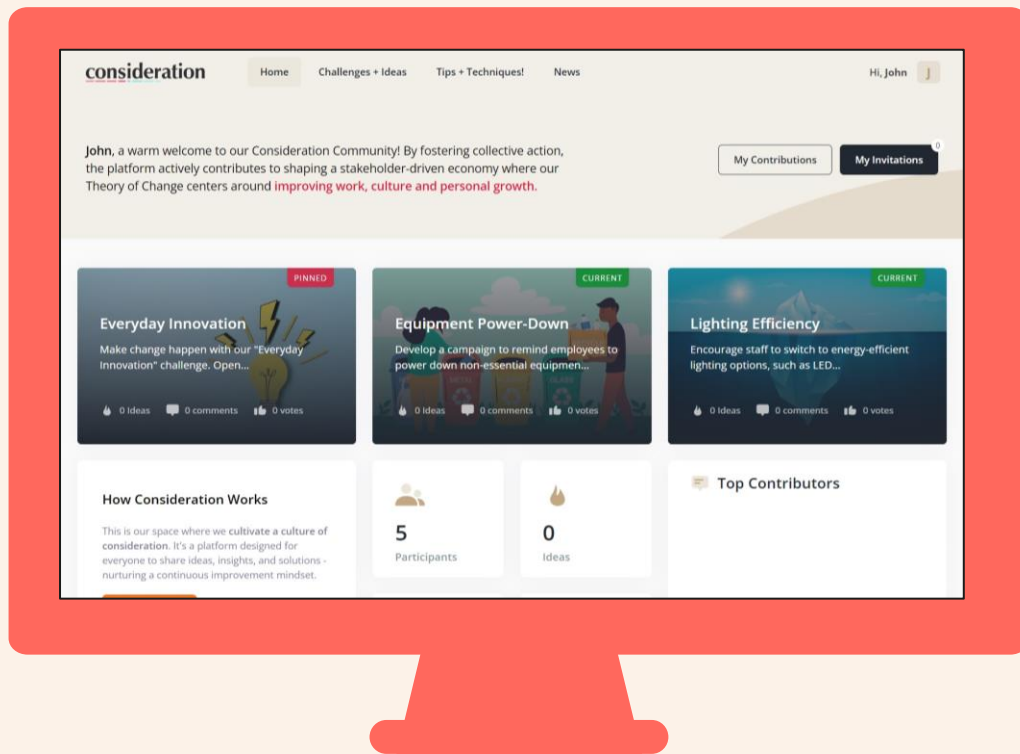 consideration
Home
Challenges + Ideas
Tips + Techniques!
News
Hi, John
J
John, a warm welcome to our Consideration Community! By fostering collective action,
the platform actively contributes to shaping a stakeholder-driven economy where our
Theory of Change centers around improving work, culture and personal growth.
My Contributions
My Invitations
0
PINNED
Everyday Innovation
Make change happen with our "Everyday
Innovation" challenge. Open...
0 Ideas
0 comments
0 votes
CURRENT
Equipment Power-Down
Develop a campaign to remind employees to
power down non-essential equipmen...
0 Ideas
0 comments
0 votes
CURRENT
Lighting Efficiency
Encourage staff to switch to energy-efficient
lighting options, such as LED...
0 Ideas
0 comments
0 votes
How Consideration Works
This is our space where we cultivate a culture of
consideration. It's a platform designed for
everyone to share ideas, insights, and solutions -
nurturing a continuous improvement mindset.
5
Participants
0
Ideas
Top Contributors